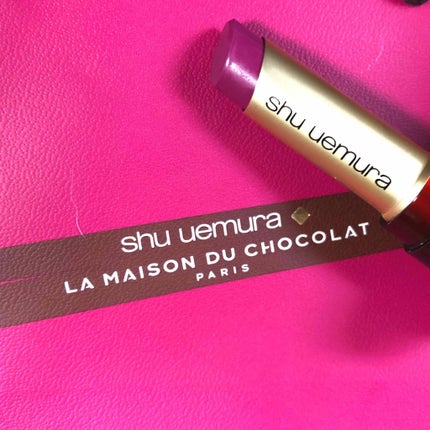 shu uemura
shu uemura
LA MAISON DU CHOCOLAT
PARIS